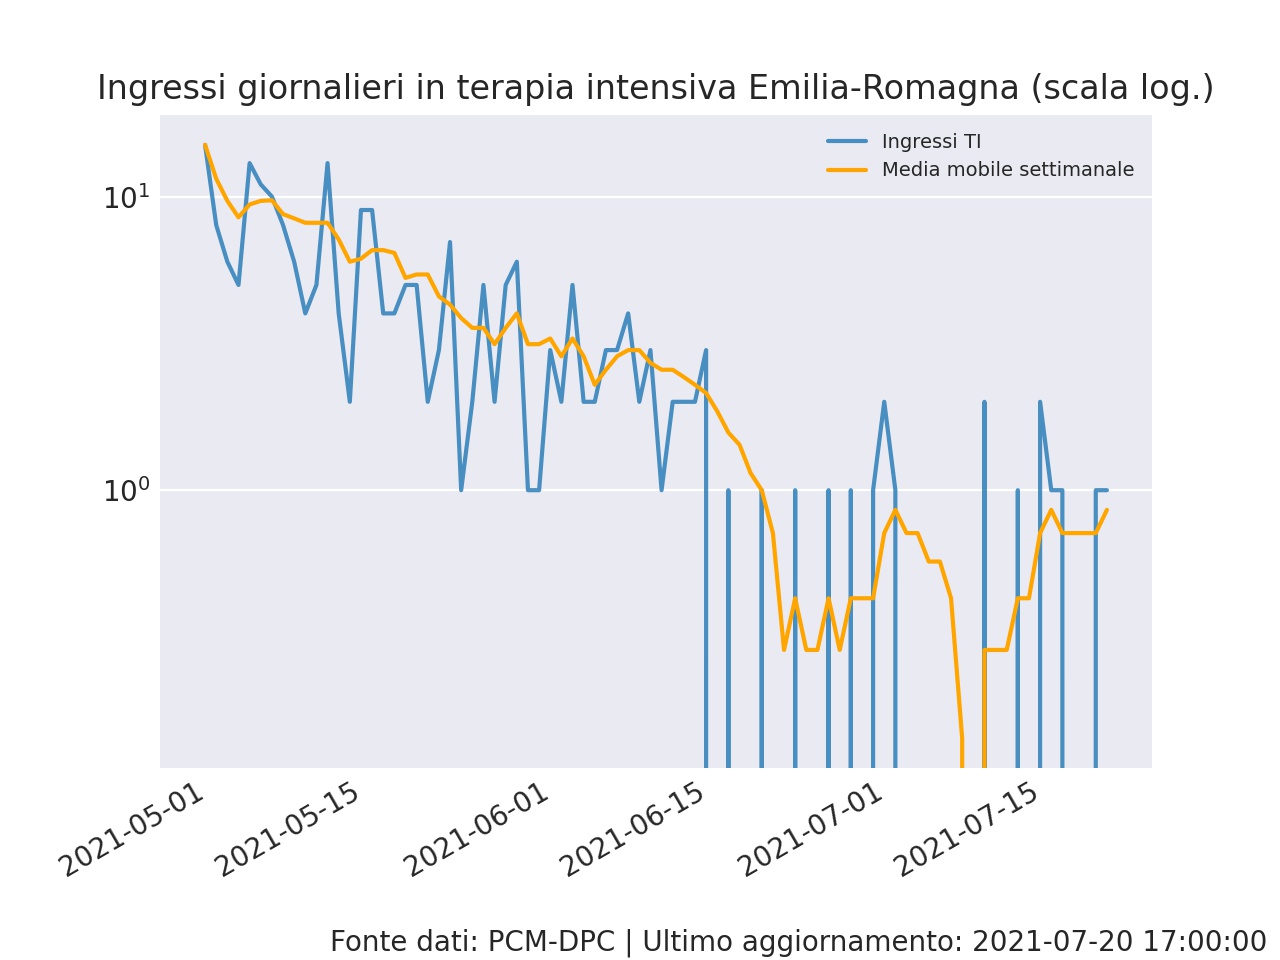 Ingressi giornalieri in terapia intensiva Emilia-Romagna (scala log.)
Ingressi TI
Media mobile settimanale
10¹
10⁰
2021-05-01
2021-05-15
2021-06-01
2021-06-15
2021-07-01
2021-07-15
Fonte dati: PCM-DPC | Ultimo aggiornamento: 2021-07-20 17:00:00